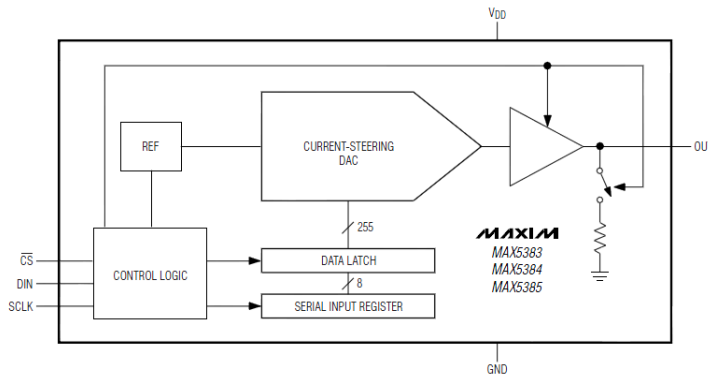 VDD
REF
CURRENT-STEERING
DAC
OU
255
MAXIM
MAX5383
MAX5384
MAX5385
CS
DIN
SCLK
CONTROL LOGIC
DATA LATCH
8
SERIAL INPUT REGISTER
GND